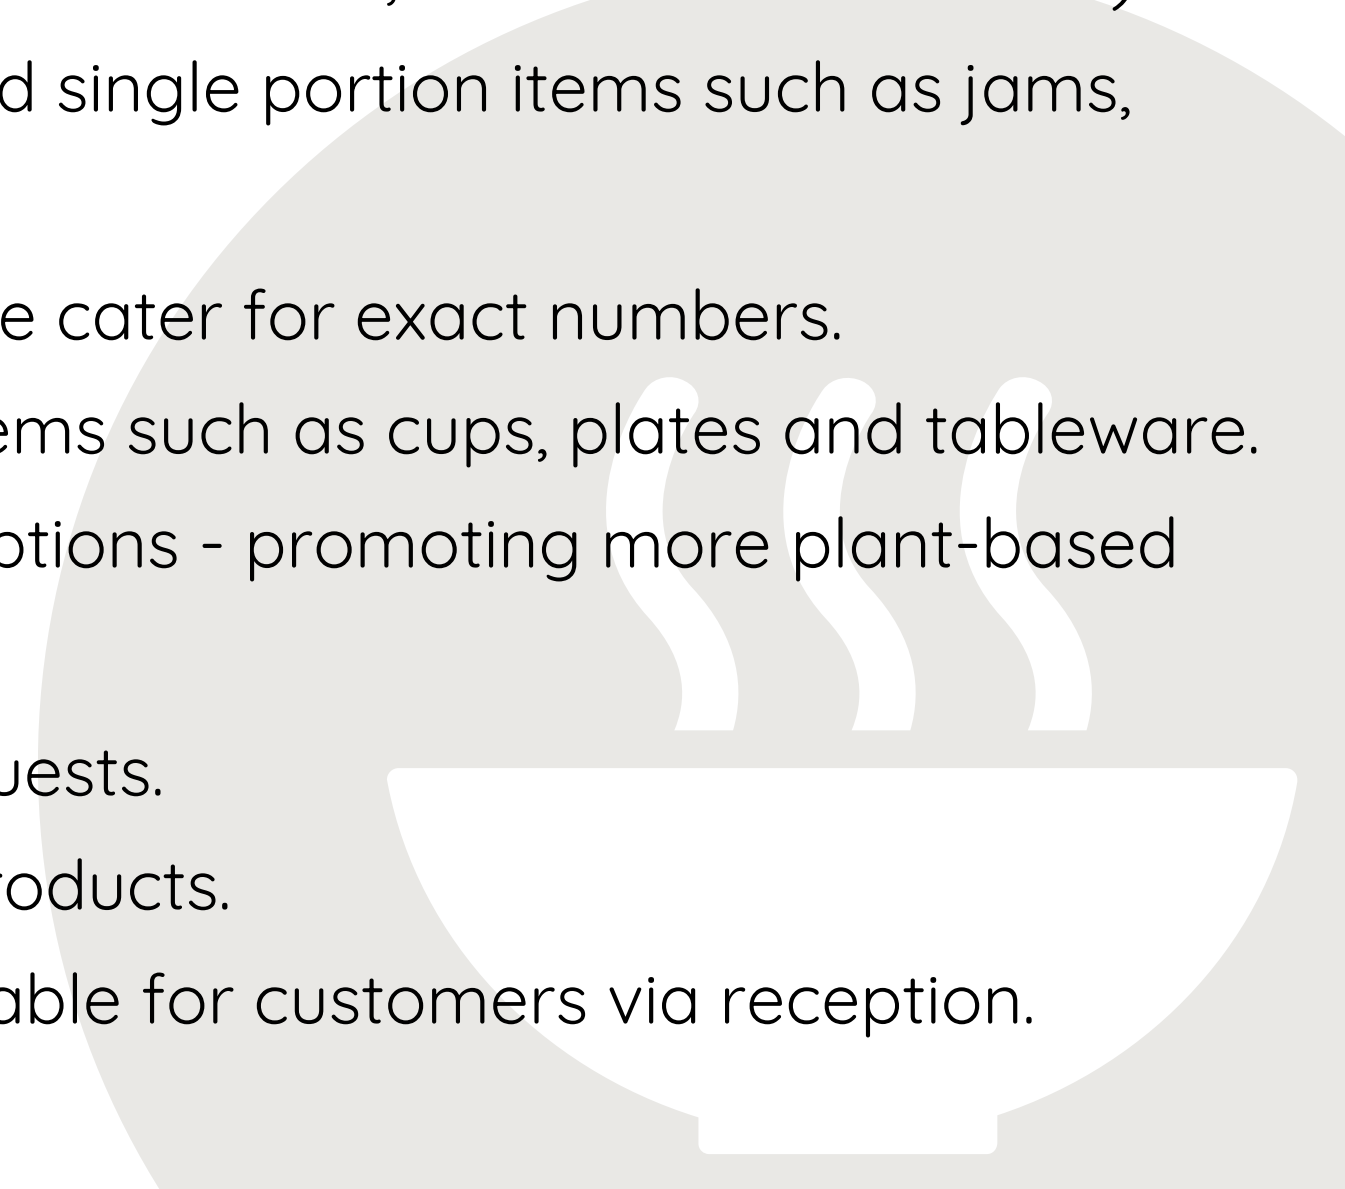 d single portion items such as jams,
e cater for exact numbers.
ems such as cups, plates and tableware.
otions - promoting more plant-based
uests.
roducts.
able for customers via reception.